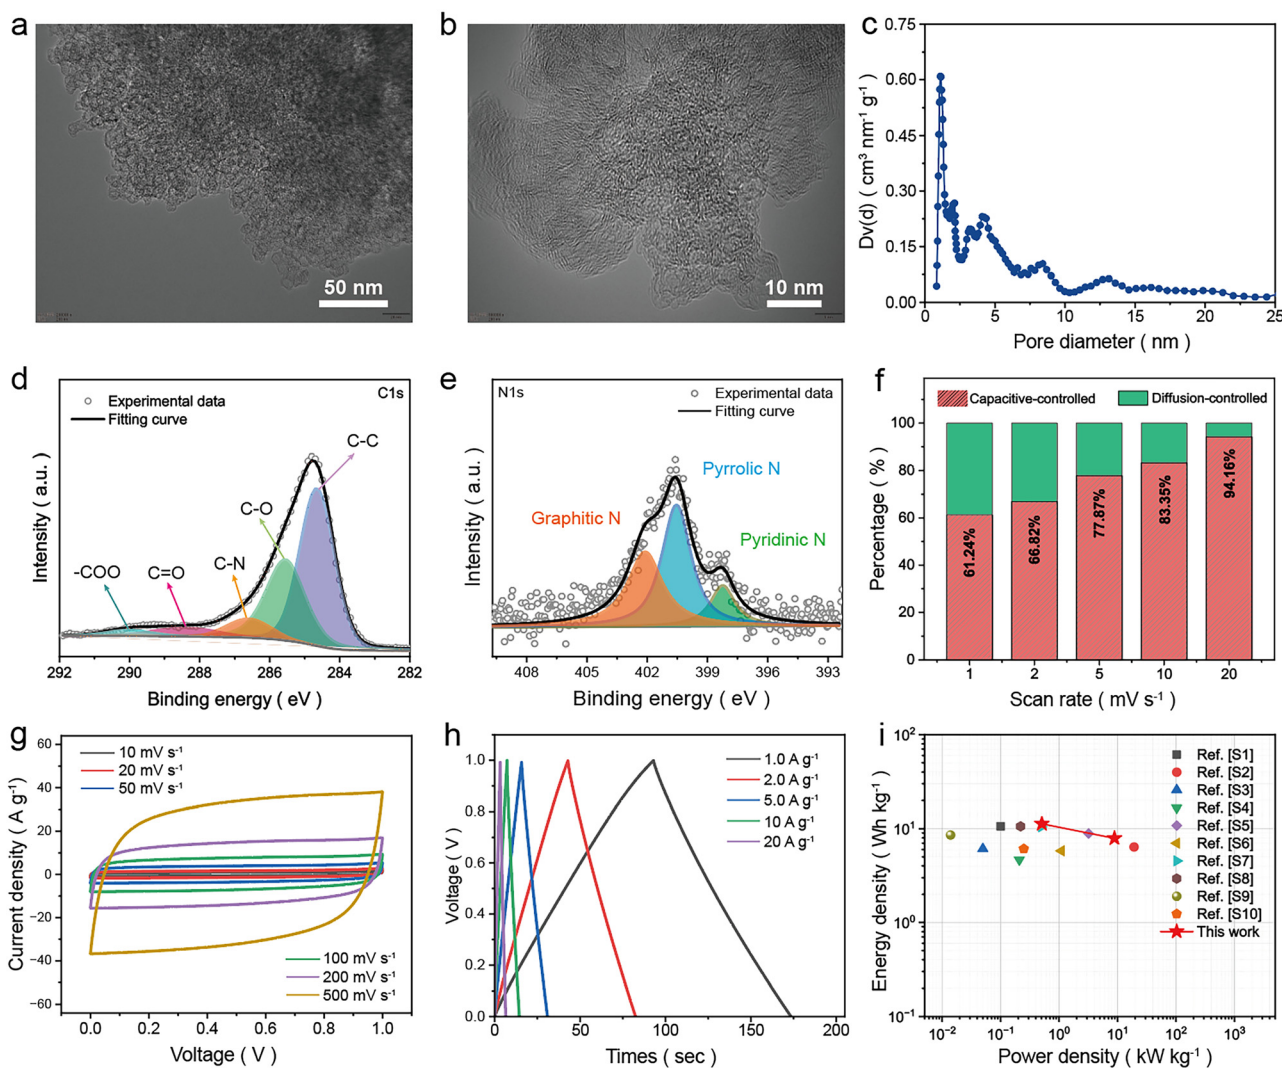 a
50 nm
b
10 nm
c
0.75
0.60
0.45
0.30
0.15
0.00
Dv(d) ( cm³ nm⁻¹ g⁻¹ )
0 5 10 15 20 25
Pore diameter ( nm )
d
Experimental data
Fitting curve
C1s
C-C
C-O
C-N
C=O
-COO
Intensity ( a.u. )
292 290 288 286 284 282
Binding energy ( eV )
e
N1s
Experimental data
Fitting curve
Pyrrolic N
Graphitic N
Pyridinic N
Intensity ( a.u. )
408 405 402 399 396 393
Binding energy ( eV )
f
Capacitive-controlled
Diffusion-controlled
100
80
60
40
20
0
Percentage ( % )
61.24%
66.82%
77.87%
83.35%
94.16%
1 2 5 10 20
Scan rate ( mV s⁻¹ )
g
10 mV s⁻¹
20 mV s⁻¹
50 mV s⁻¹
100 mV s⁻¹
200 mV s⁻¹
500 mV s⁻¹
60
40
20
0
−20
−40
−60
Current density ( A g⁻¹ )
0.0 0.2 0.4 0.6 0.8 1.0
Voltage ( V )
h
1.0 A g⁻¹
2.0 A g⁻¹
5.0 A g⁻¹
10 A g⁻¹
20 A g⁻¹
1.0
0.8
0.6
0.4
0.2
0.0
Voltage ( V )
0 50 100 150 200
Times ( sec )
i
Ref. [S1]
Ref. [S2]
Ref. [S3]
Ref. [S4]
Ref. [S5]
Ref. [S6]
Ref. [S7]
Ref. [S8]
Ref. [S9]
Ref. [S10]
This work
10²
10¹
10⁰
10⁻¹
Energy density ( Wh kg⁻¹ )
10⁻² 10⁻¹ 10⁰ 10¹ 10² 10³
Power density ( kW kg⁻¹ )